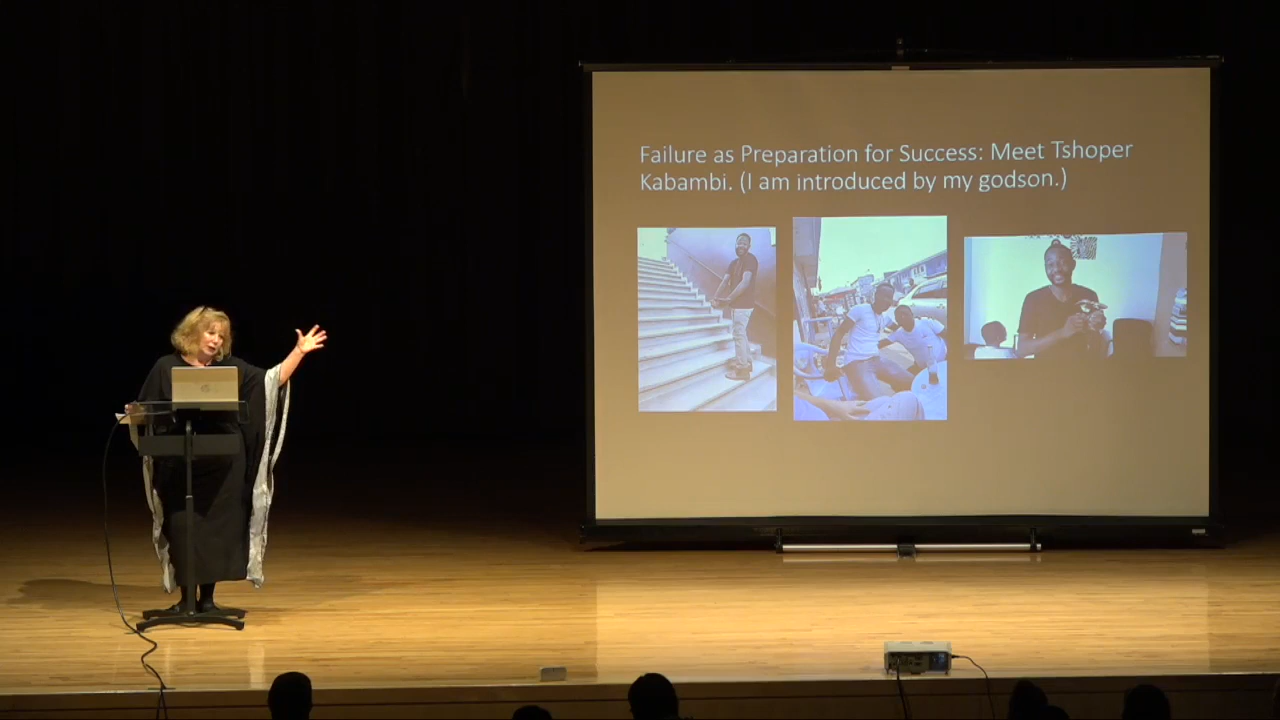 Failure as Preparation for Success: Meet Tshoper
Kabambi. (I am introduced by my godson.)